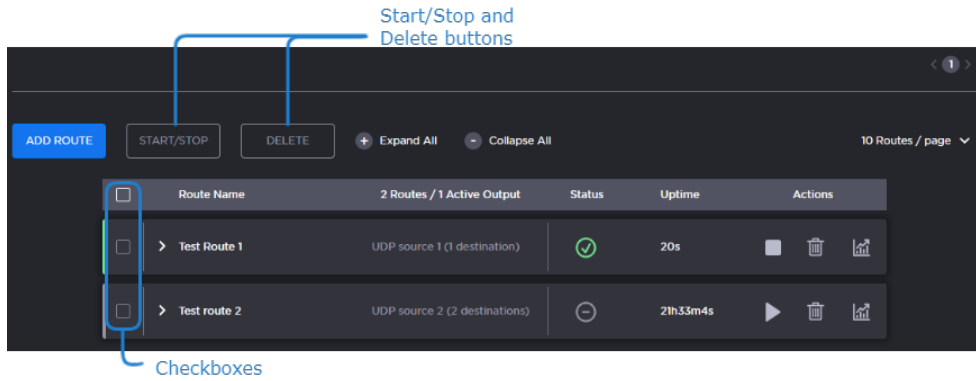 Start/Stop and
Delete buttons
< 1 >
ADD ROUTE START/STOP DELETE + Expand All - Collapse All 10 Routes / page
Route Name 2 Routes / 1 Active Output Status Uptime Actions
Test Route 1 UDP source 1 (1 destination) 20s
Test route 2 UDP source 2 (2 destinations) 21h33m4s
Checkboxes